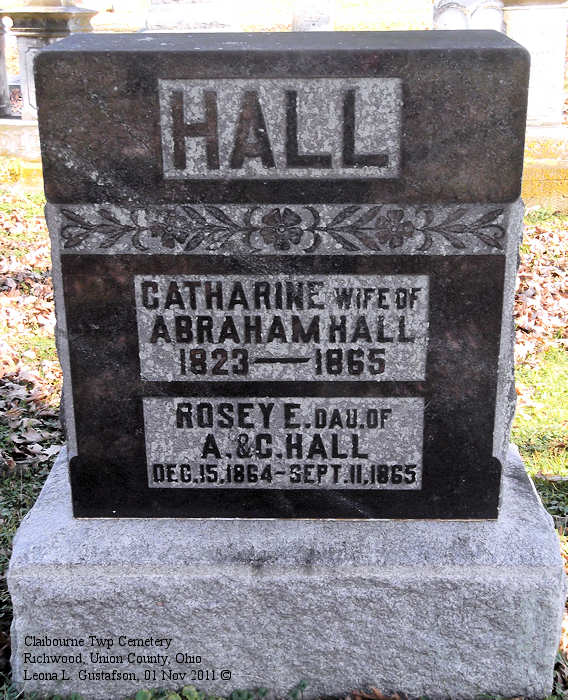 HALL
CATHARINE WIFE OF
ABRAHAM HALL
1823 — 1865
ROSEY E. DAU. OF
A. & C. HALL
DEC. 15, 1864 - SEPT. 11, 1865
Claibourne Twp Cemetery
Richwood, Union County, Ohio
Leona L. Gustafson, 01 Nov 2011 ©